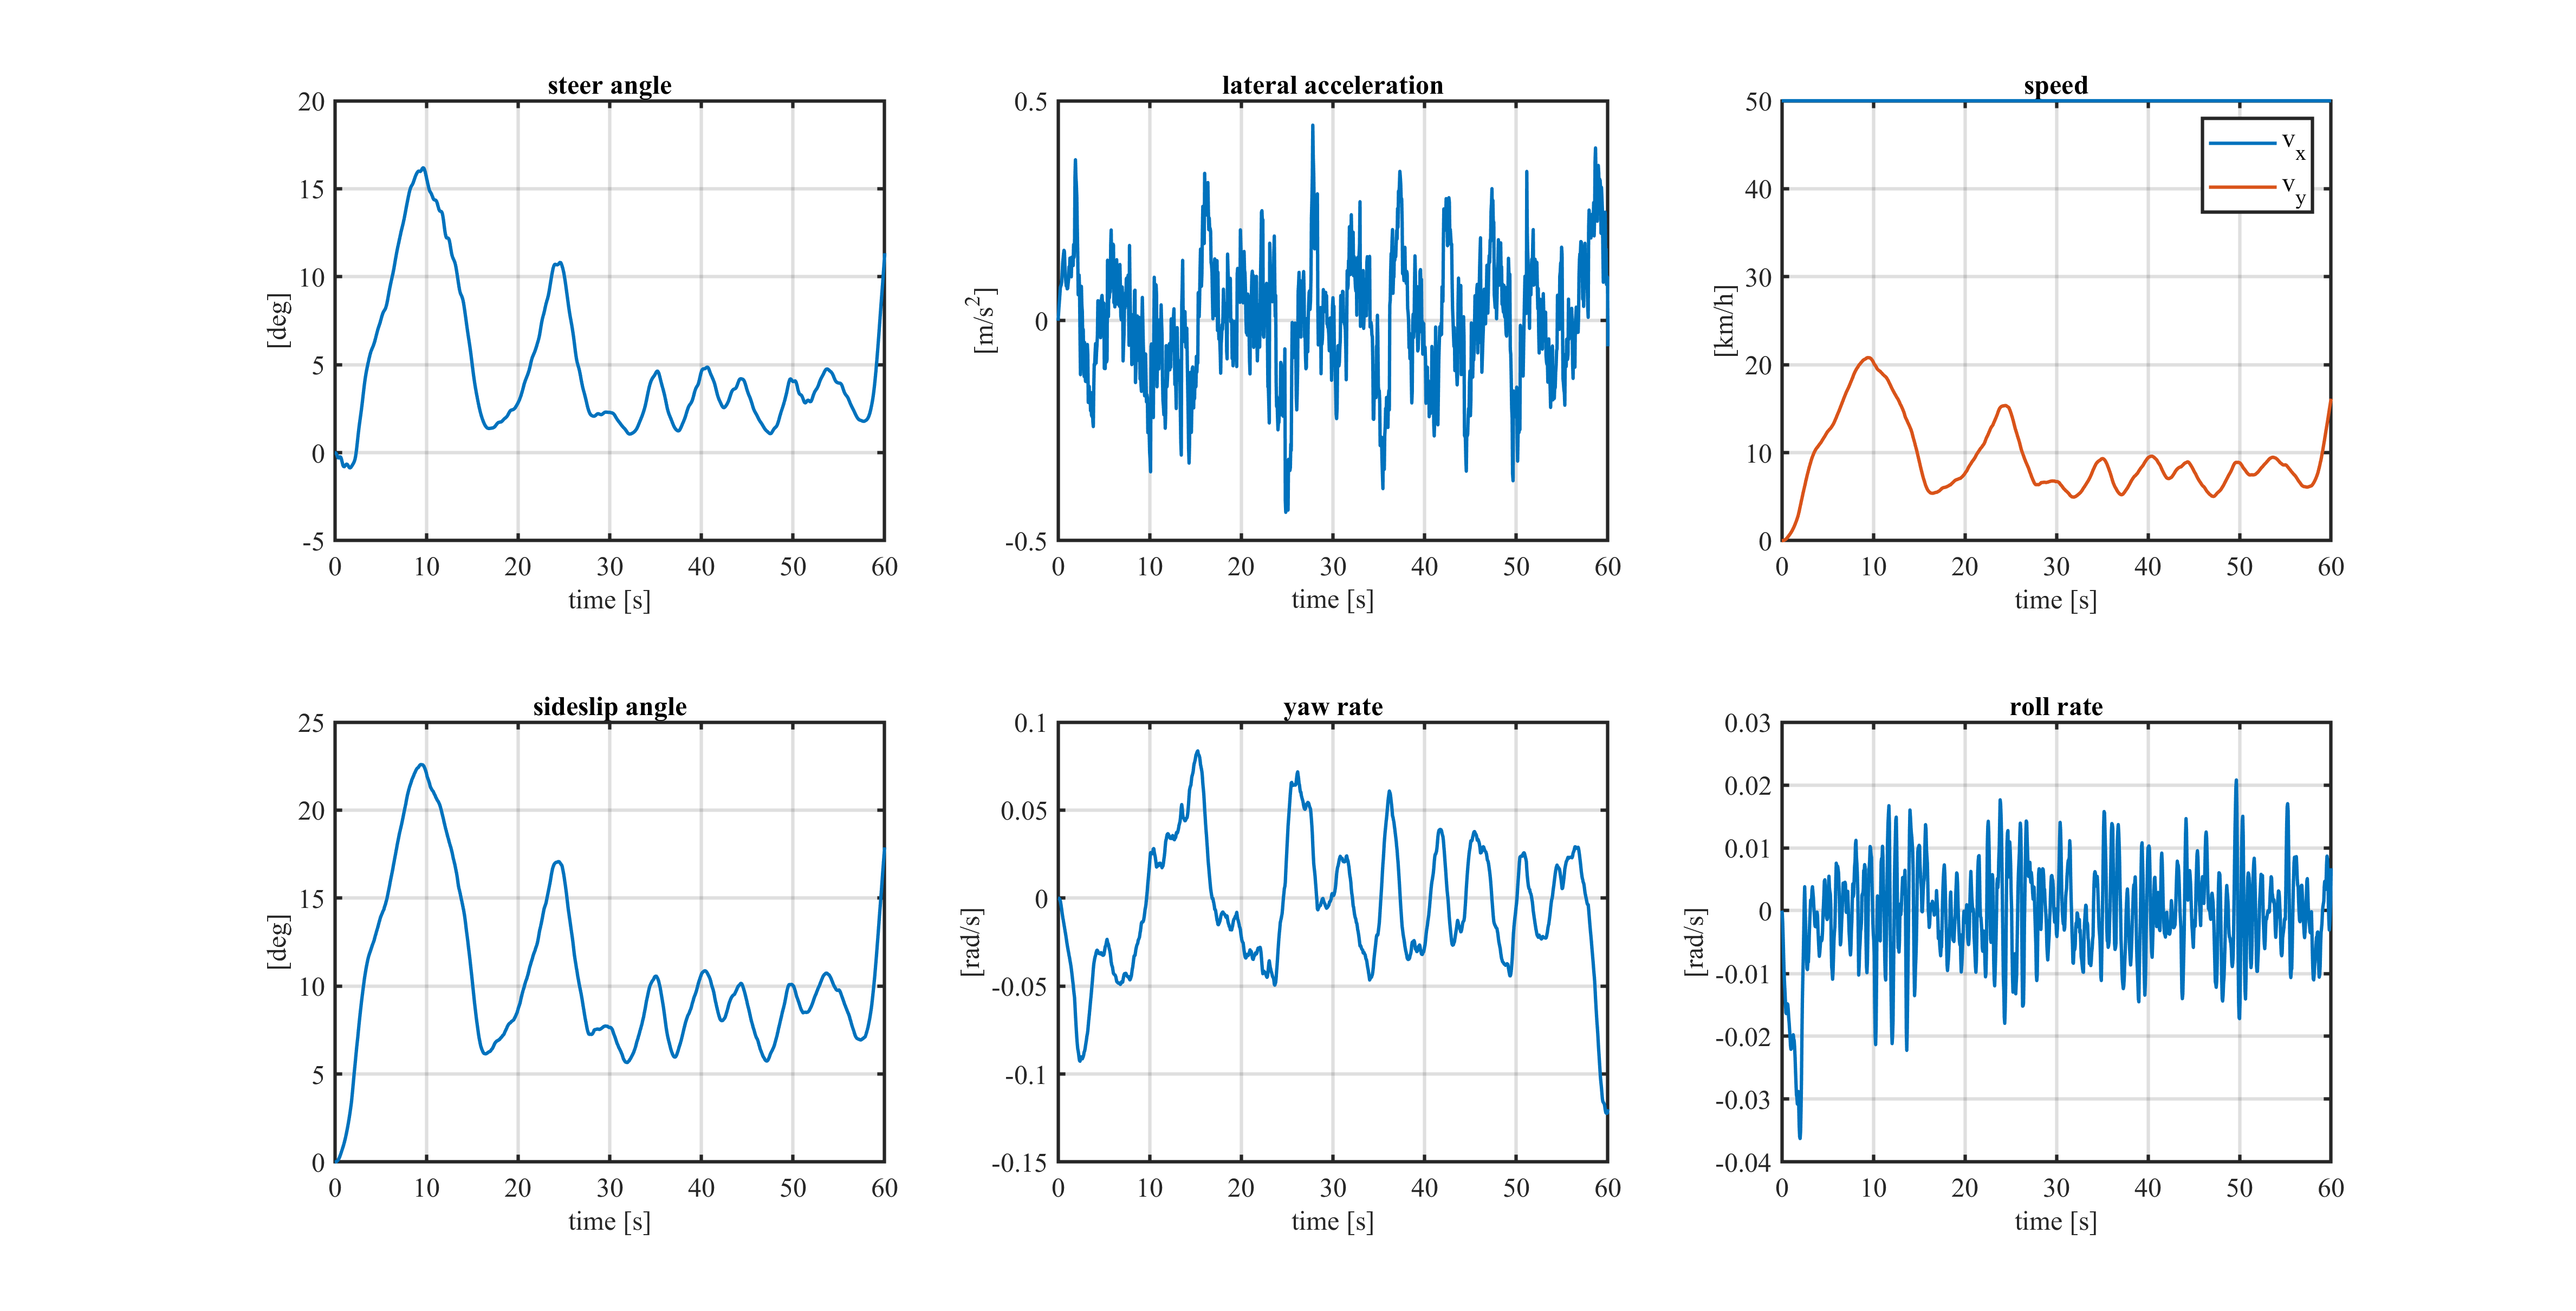 steer angle
20
15
10
5
0
-5
[deg]
0 10 20 30 40 50 60
time [s]
lateral acceleration
0.5
0
-0.5
[m/s2]
0 10 20 30 40 50 60
time [s]
speed
50
40
30
20
10
0
[km/h]
vx
vy
0 10 20 30 40 50 60
time [s]
sideslip angle
25
20
15
10
5
0
[deg]
0 10 20 30 40 50 60
time [s]
yaw rate
0.1
0.05
0
-0.05
-0.1
-0.15
[rad/s]
0 10 20 30 40 50 60
time [s]
roll rate
0.03
0.02
0.01
0
-0.01
-0.02
-0.03
-0.04
[rad/s]
0 10 20 30 40 50 60
time [s]